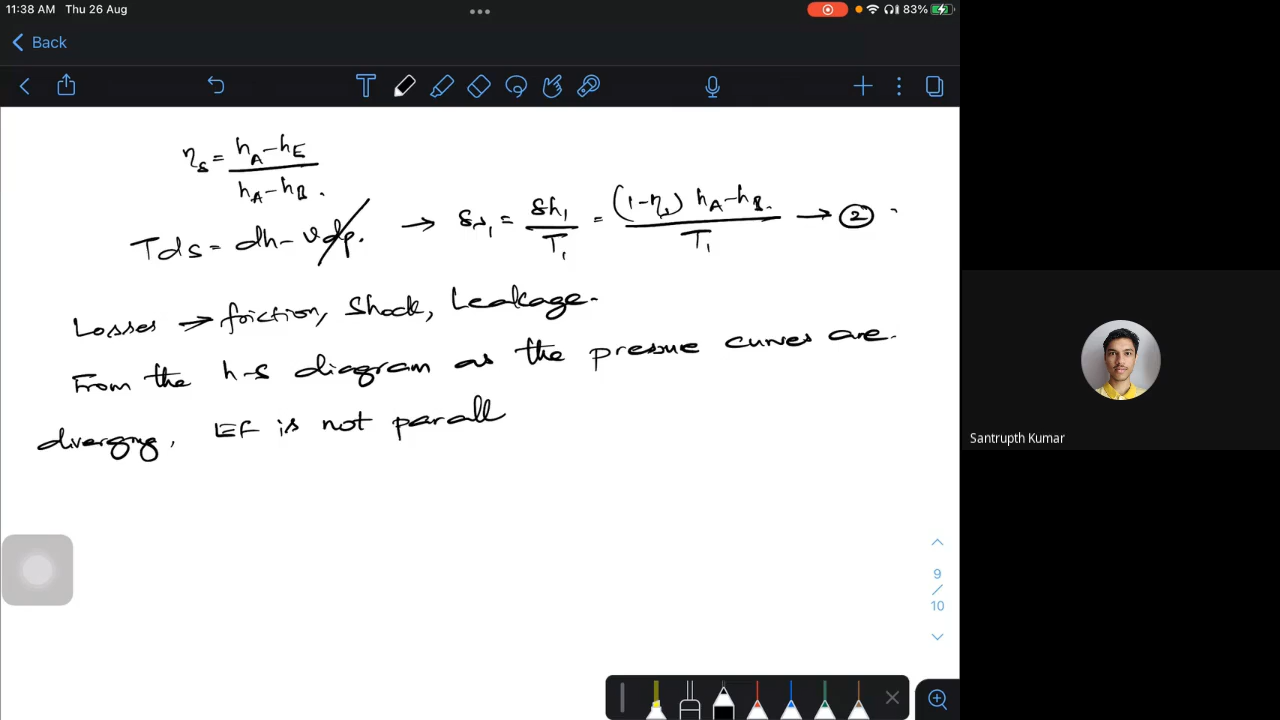 11:38 AM Thu 26 Aug
83%
Back
T
ηs = hA-hE / hA-hB.
Tds = dh - vdp. → δs1 = δh1 / T1 = (1-ηs) hA-hB. / T1 → 2
Losses → friction, Shock, Leakage.
From the h-s diagram as the pressue curves are
diverging, EF is not parall
9
/
10
Santrupth Kumar